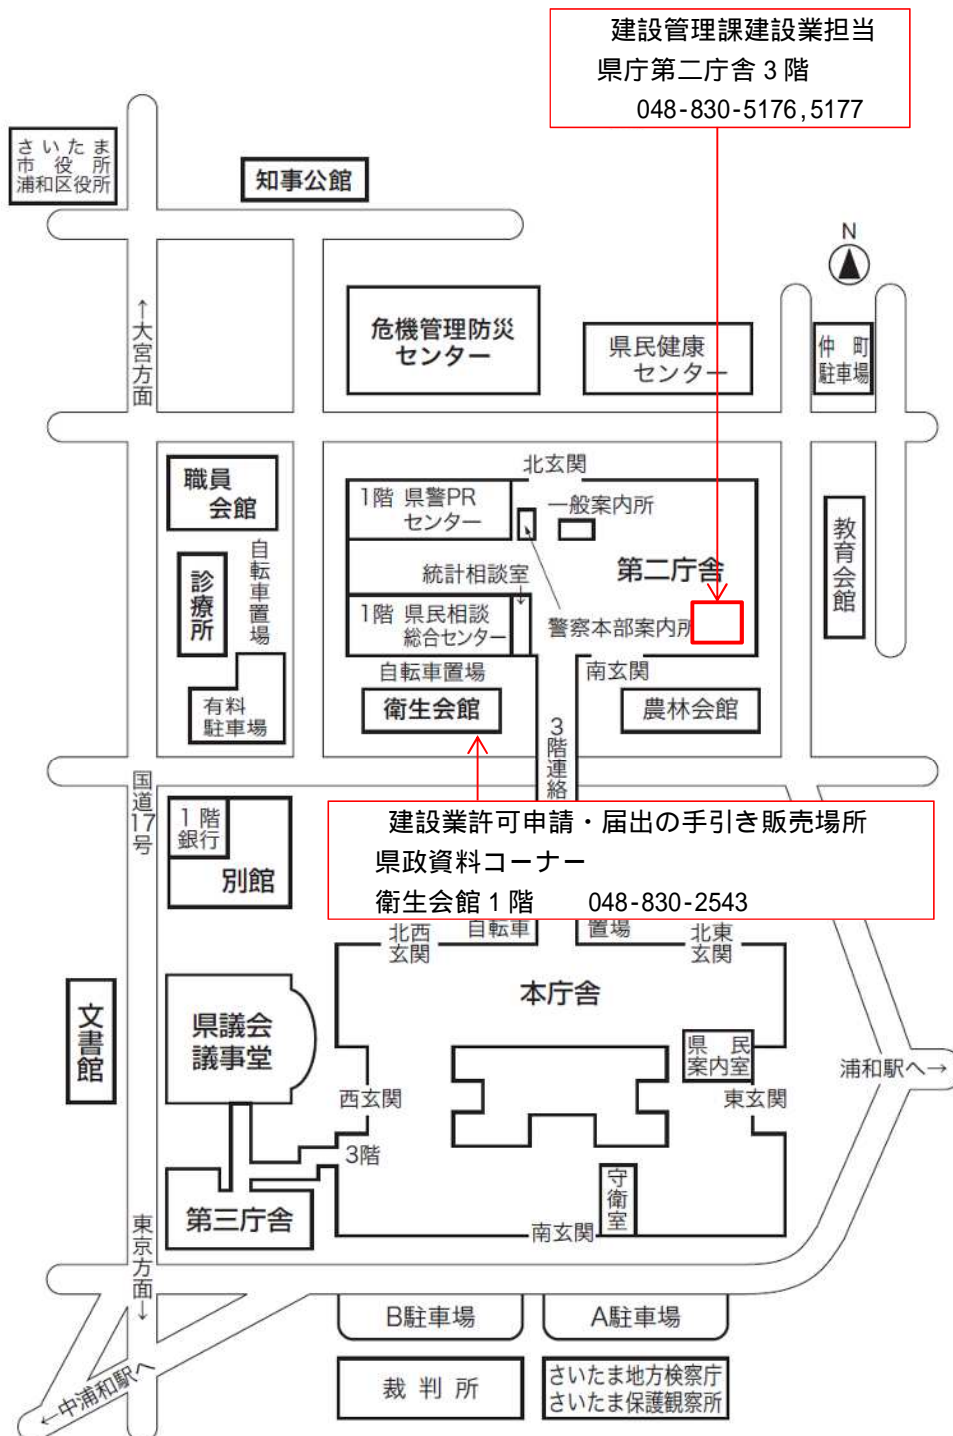 建設管理課建設業担当
県庁第二庁舎3階
048-830-5176,5177
さいたま
市役所
浦和区役所
知事公館
N
←大宮方面
危機管理防災
センター
県民健康
センター
仲町
駐車場
職員
会館
北玄関
1階 県警PR
センター
一般案内所
自転車置場
診療所
統計相談室
第二庁舎
教育会館
1階 県民相談
総合センター
警察本部案内所
自転車置場
南玄関
有料
駐車場
衛生会館
農林会館
3階連絡
国道17号
1階
銀行
別館
建設業許可申請・届出の手引き販売場所
県政資料コーナー
衛生会館1階 048-830-2543
北西
玄関
自転車
置場
北東
玄関
本庁舎
文書館
県議会
議事堂
県民
案内室
浦和駅へ→
西玄関
東玄関
3階
守衛室
第三庁舎
南玄関
東京方面→
B駐車場
A駐車場
←中浦和駅へ
裁判所
さいたま地方検察庁
さいたま保護観察所